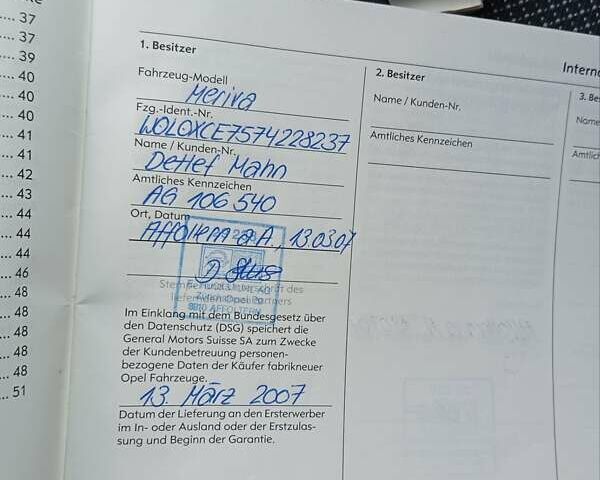 37
37
39
40
40
40
41
41
42
43
44
44
44
46
48
48
48
48
48
51
1. Besitzer
Fahrzeug-Modell
Meriva
Fzg.-Ident.-Nr.
W0L0XCE7574228237
Name / Kunden-Nr.
Detlef Mahn
Amtliches Kennzeichen
AG 106 540
Ort, Datum
Affoltern a A, 13.03.07
Im Einklang mit dem Bundesgesetz über
den Datenschutz (DSG) speichert die
General Motors Suisse SA zum Zwecke
der Kundenbetreuung personen-
bezogene Daten der Käufer fabrikneuer
Opel Fahrzeuge.
13. März 2007
Datum der Lieferung an den Ersterwerber
im In- oder Ausland oder der Erstzulas-
sung und Beginn der Garantie.
2. Besitzer
Name / Kunden-Nr.
Amtliches Kennzeichen
Interna
3. Be
Name
Amtlich